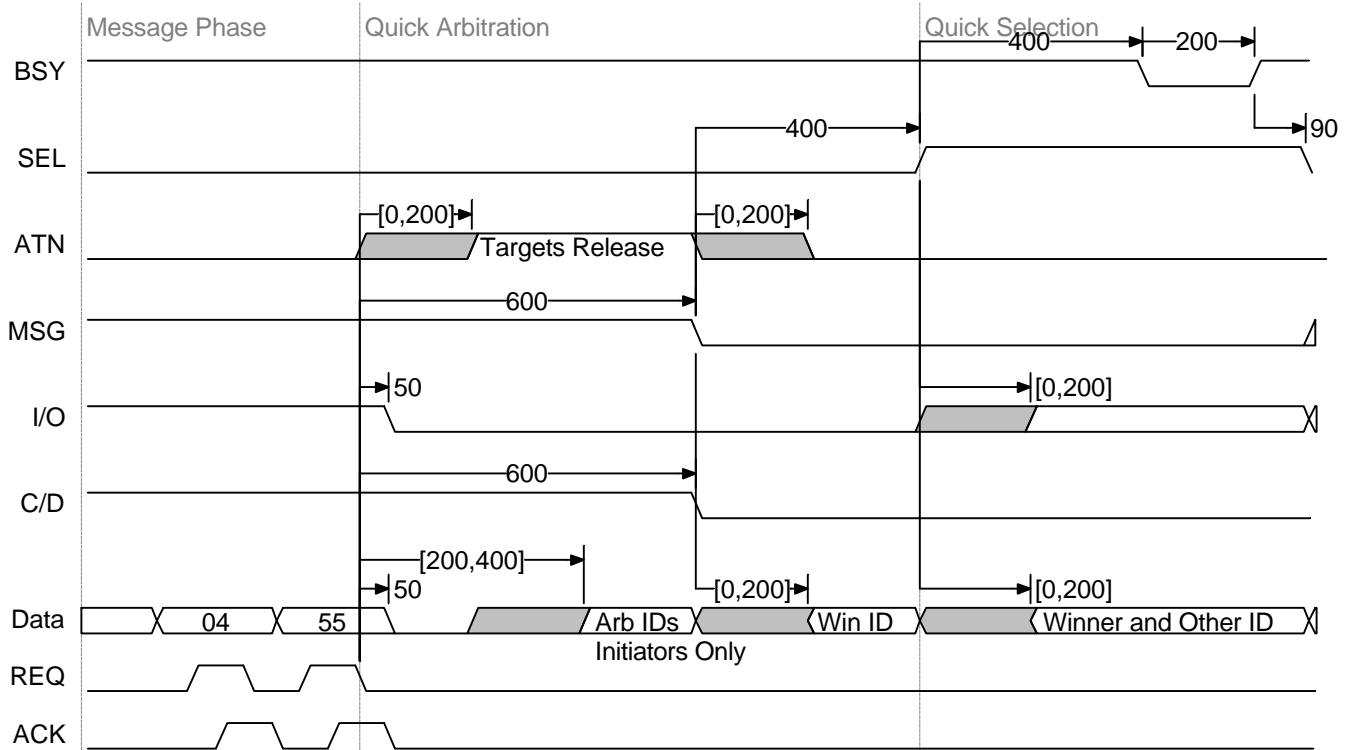 Message Phase Quick Arbitration Quick Selection
400 200
BSY
400 90
SEL
[0,200] [0,200]
ATN Targets Release
600
MSG
50 [0,200]
I/O
600
C/D
[200,400]
50 [0,200] [0,200]
Data 04 55 Arb IDs Win ID Winner and Other ID
Initiators Only
REQ
ACK